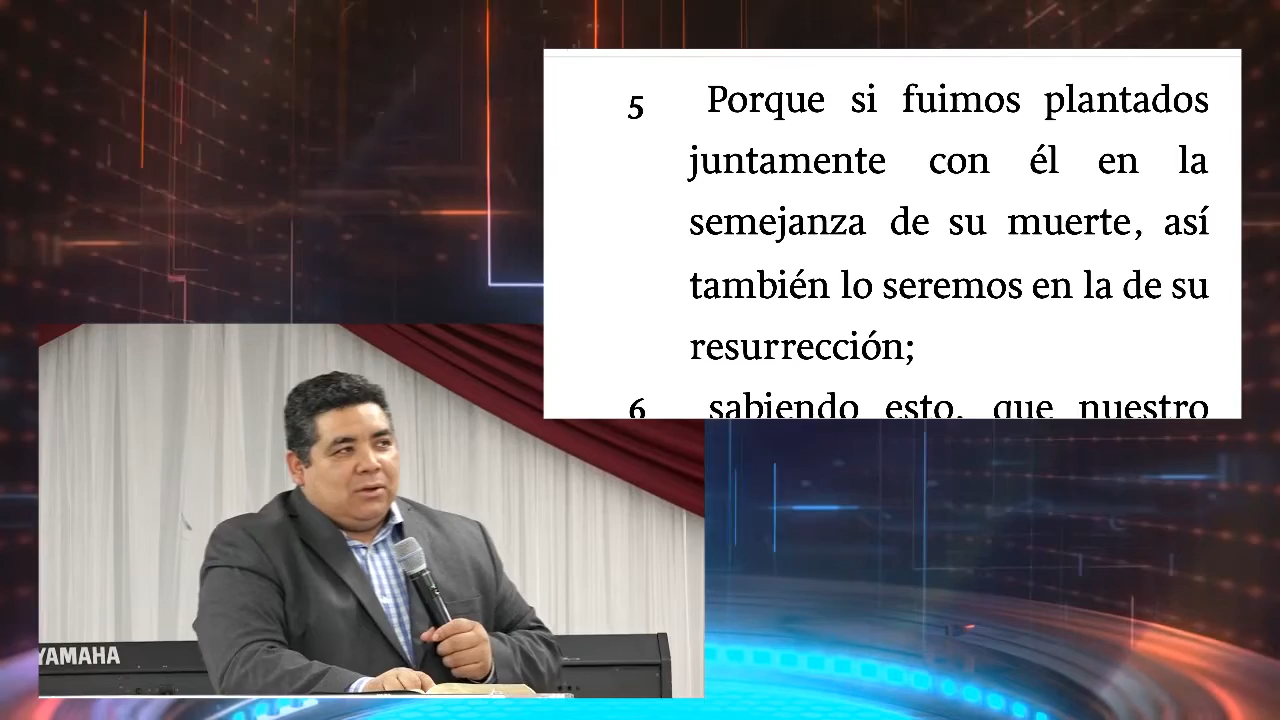 5 Porque si fuimos plantados
juntamente con él en la
semejanza de su muerte, así
también lo seremos en la de su
resurrección;
6 sabiendo esto, que nuestro
YAMAHA